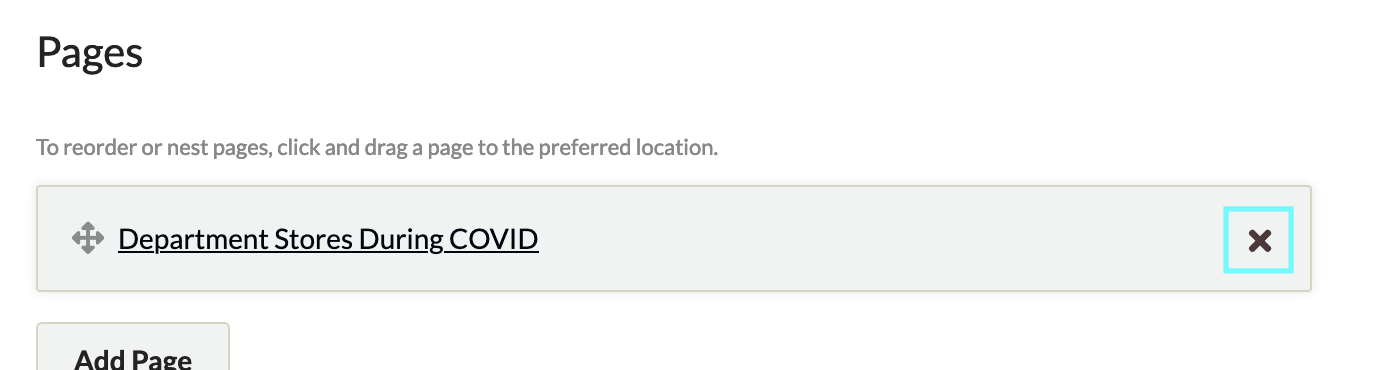 Pages
To reorder or nest pages, click and drag a page to the preferred location.
Department Stores During COVID
Add Page